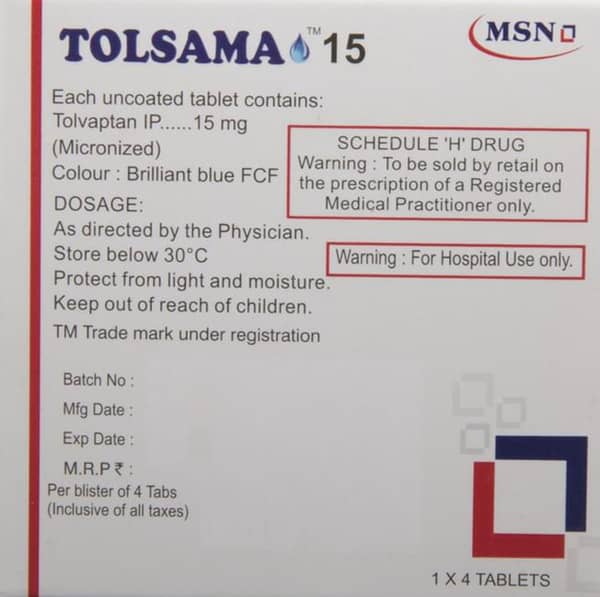 TOLSAMA ™ 15
MSN
Each uncoated tablet contains:
Tolvaptan IP......15 mg
(Micronized)
Colour : Brilliant blue FCF
SCHEDULE 'H' DRUG
Warning : To be sold by retail on
the prescription of a Registered
Medical Practitioner only.
DOSAGE:
As directed by the Physician.
Store below 30°C
Warning : For Hospital Use only.
Protect from light and moisture.
Keep out of reach of children.
TM Trade mark under registration
Batch No :
Mfg Date :
Exp Date :
M.R.P ₹ :
Per blister of 4 Tabs
(Inclusive of all taxes)
1 X 4 TABLETS